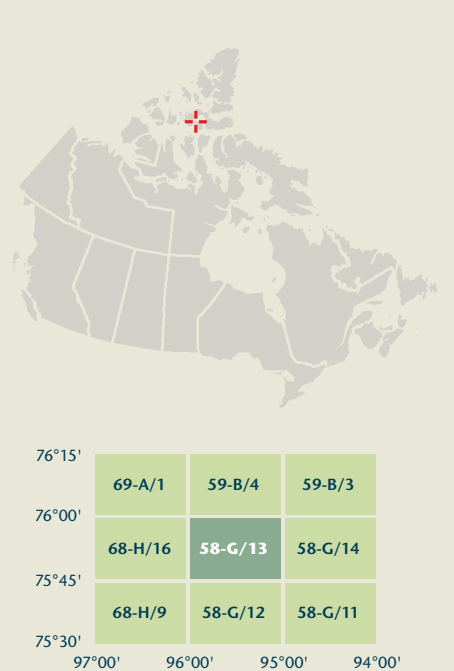 76°15'
69-A/1 59-B/4 59-B/3
76°00'
68-H/16 58-G/13 58-G/14
75°45'
68-H/9 58-G/12 58-G/11
75°30'
97°00' 96°00' 95°00' 94°00'